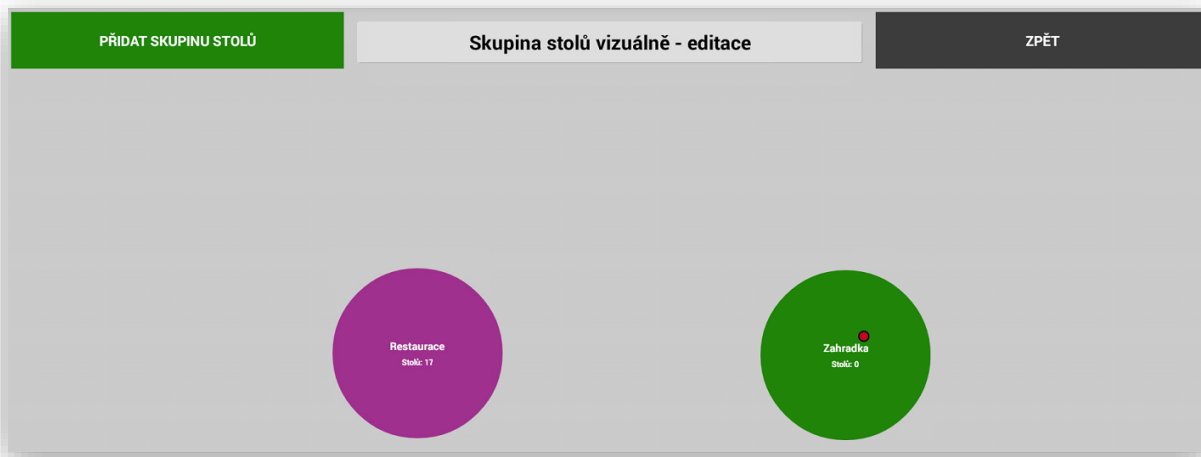 PŘIDAT SKUPINU STOLŮ
Skupina stolů vizuálně - editace
ZPĚT
Restaurace
Stolů: 17
Zahradka
Stolů: 0